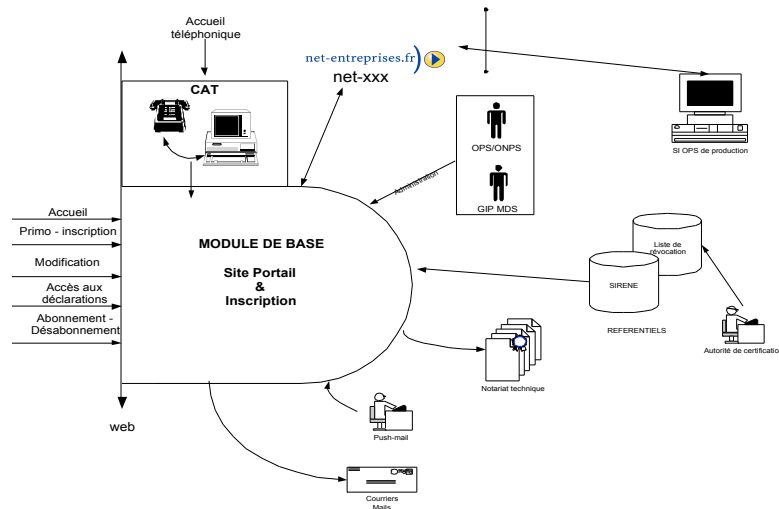 Accueil
téléphonique
net-entreprises.fr
net-xxx
CAT
OPS/ONPS
SI OPS de production
Administration
GIP MDS
Accueil
Primo - inscription
Modification
Accès aux
déclarations
Abonnement -
Désabonnement
MODULE DE BASE
Site Portail
&
Inscription
Liste de
révocation
SIRENE
REFERENTIELS
Autorité de certificatio
Notariat technique
web
Push-mail
Courriers
Mails